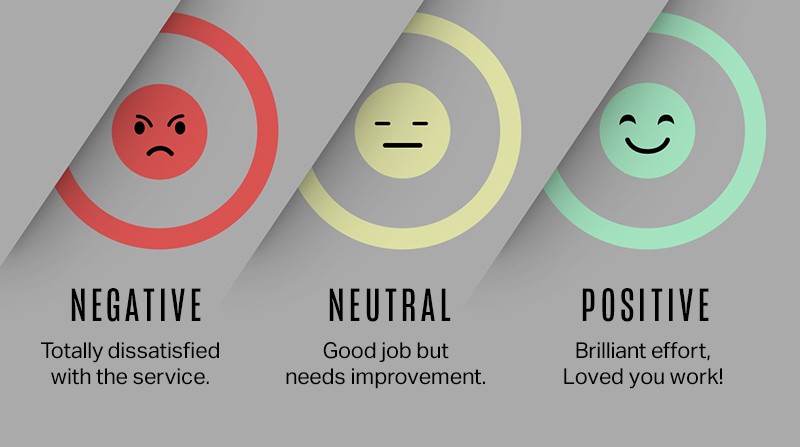 NEGATIVE
Totally dissatisfied
with the service.
NEUTRAL
Good job but
needs improvement.
POSITIVE
Brilliant effort,
Loved you work!